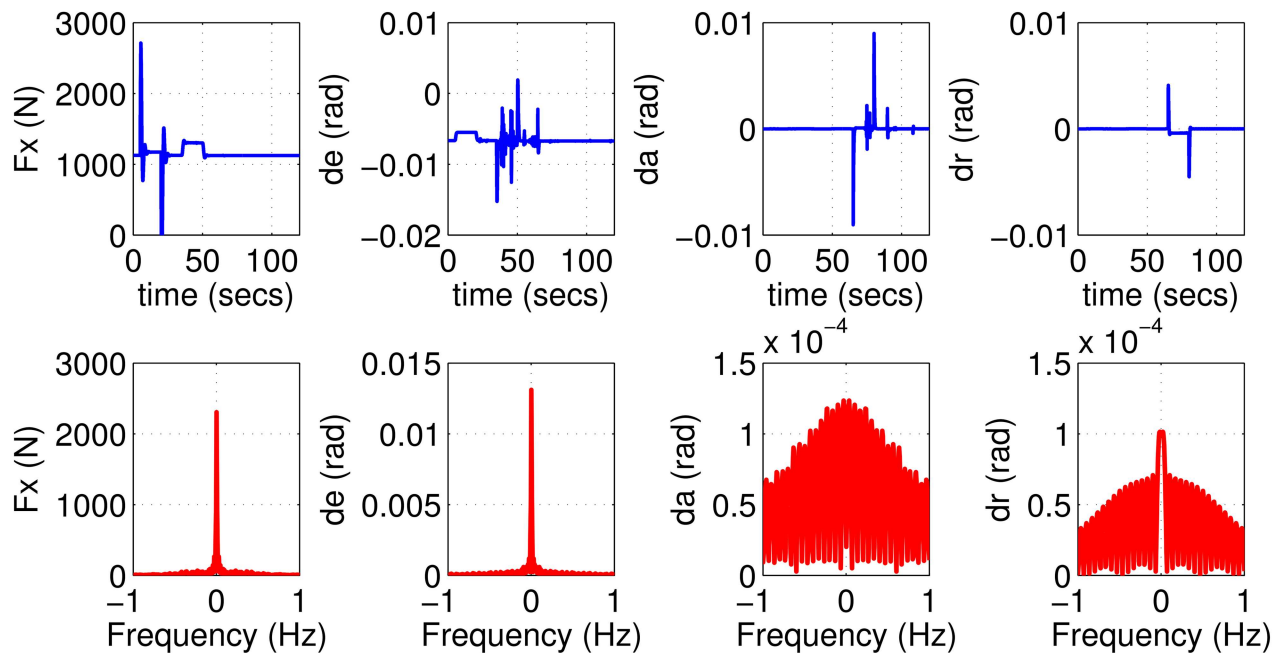 3000
2000
1000
0
Fx (N)
0 50 100
time (secs)
0.01
0
−0.01
−0.02
de (rad)
0 50 100
time (secs)
0.01
0
−0.01
da (rad)
0 50 100
time (secs)
0.01
0
−0.01
dr (rad)
0 50 100
time (secs)
3000
2000
1000
0
Fx (N)
−1 0 1
Frequency (Hz)
0.015
0.01
0.005
0
de (rad)
−1 0 1
Frequency (Hz)
x 10−4
1.5
1
0.5
0
da (rad)
−1 0 1
Frequency (Hz)
x 10−4
1.5
1
0.5
0
dr (rad)
−1 0 1
Frequency (Hz)